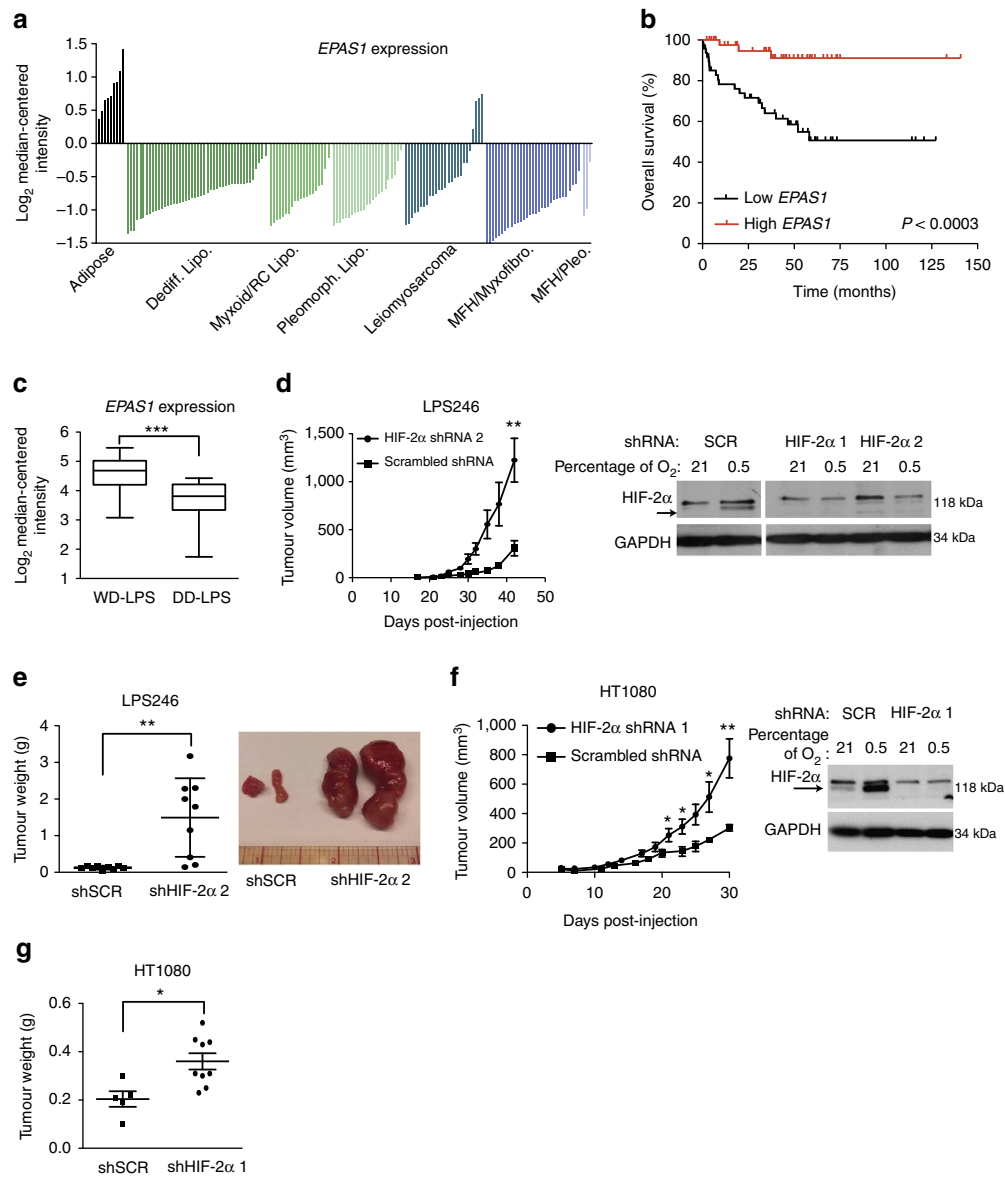 a
EPAS1 expression
Log2 median-centered
intensity
1.5
1.0
0.5
0.0
–0.5
–1.0
–1.5
Adipose
Dediff. Lipo.
Myxoid/RC Lipo.
Pleomorph. Lipo.
Leiomyosarcoma
MFH/Myxofibro.
MFH/Pleo.
b
Overall survival (%)
100
80
60
40
20
0
Low EPAS1
High EPAS1
P < 0.0003
0 25 50 75 100 125 150
Time (months)
c
EPAS1 expression
***
Log2 median-centered
intensity
6
5
4
3
2
1
WD-LPS DD-LPS
d
LPS246
Tumour volume (mm3)
1,500
1,000
500
0
HIF-2α shRNA 2
Scrambled shRNA
**
0 10 20 30 40 50
Days post-injection
shRNA: SCR HIF-2α 1 HIF-2α 2
Percentage of O2: 21 0.5 21 0.5 21 0.5
HIF-2α
118 kDa
GAPDH
34 kDa
e
LPS246
**
Tumour weight (g)
4
3
2
1
0
shSCR shHIF-2α 2
1 2 3
shSCR shHIF-2α 2
f
HT1080
Tumour volume (mm3)
1,000
800
600
400
200
0
HIF-2α shRNA 1
Scrambled shRNA
* * * **
0 10 20 30
Days post-injection
shRNA: SCR HIF-2α 1
Percentage
of O2 : 21 0.5 21 0.5
HIF-2α
118 kDa
GAPDH
34 kDa
g
HT1080
*
Tumour weight (g)
0.6
0.4
0.2
0.0
shSCR shHIF-2α 1